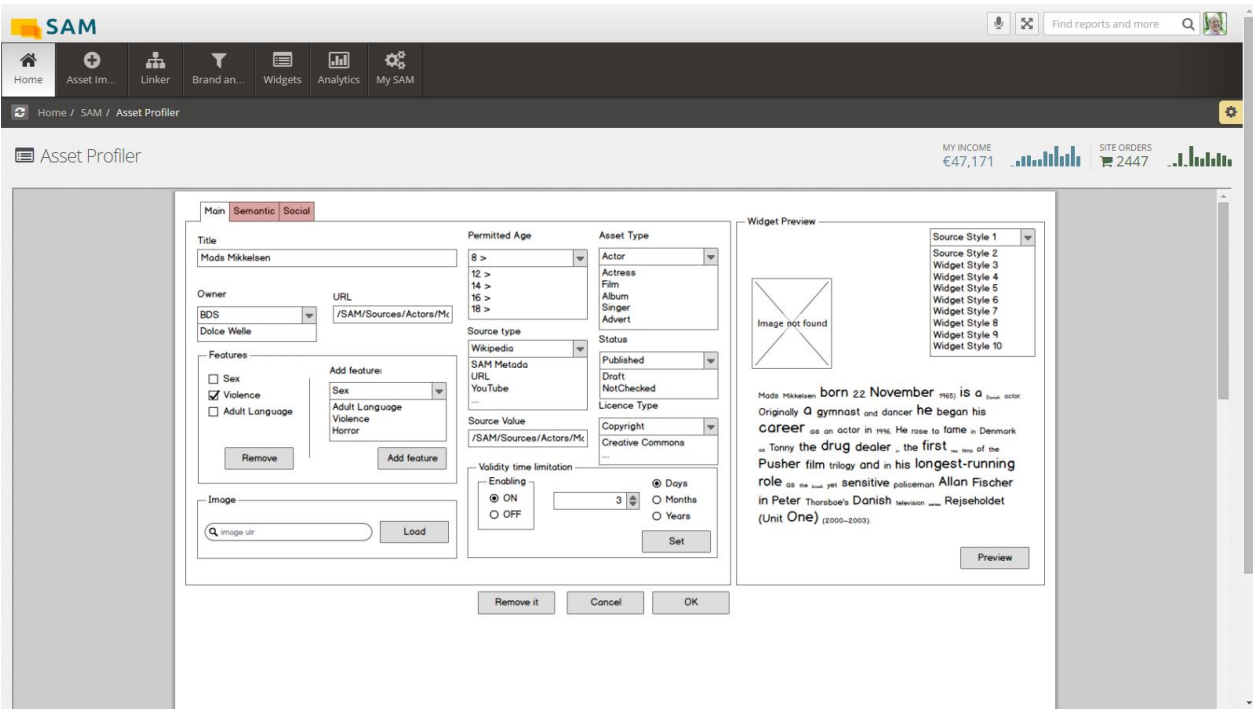 SAM
Find reports and more
Home
Asset Im...
Linker
Brand an...
Widgets
Analytics
My SAM
Home / SAM / Asset Profiler
Asset Profiler
MY INCOME
€47,171
SITE ORDERS
2447
Main
Semantic
Social
Title
Mads Mikkelsen
Owner
BDS
Dolce Welle
URL
/SAM/Sources/Actors/Mc
Features
Sex
Violence
Adult Language
Remove
Add feature:
Sex
Adult Language
Violence
Horror
Add feature
Image
image ulr
Load
Permitted Age
8 >
12 >
14 >
16 >
18 >
Source type
Wikipedia
SAM Metada
URL
YouTube
...
Source Value
/SAM/Sources/Actors/Mc
Asset Type
Actor
Actress
Film
Album
Singer
Advert
Status
Published
Draft
NotChecked
Licence Type
Copyright
Creative Commons
...
Validity time limitation
Enabling
ON
OFF
3
Days
Months
Years
Set
Widget Preview
Source Style 1
Source Style 2
Widget Style 3
Widget Style 4
Widget Style 5
Widget Style 6
Widget Style 7
Widget Style 8
Widget Style 9
Widget Style 10
Image not found
Mads Mikkelsen born 22 November 1965) is a Danish actor.
Originally a gymnast and dancer he began his
career as an actor in 1996. He rose to fame in Denmark
as Tonny the drug dealer in the first two films of the
Pusher film trilogy and in his longest-running
role as the brash yet sensitive policeman Allan Fischer
in Peter Thorsboe's Danish television series Rejseholdet
(Unit One) (2000-2003).
Preview
Remove it
Cancel
OK